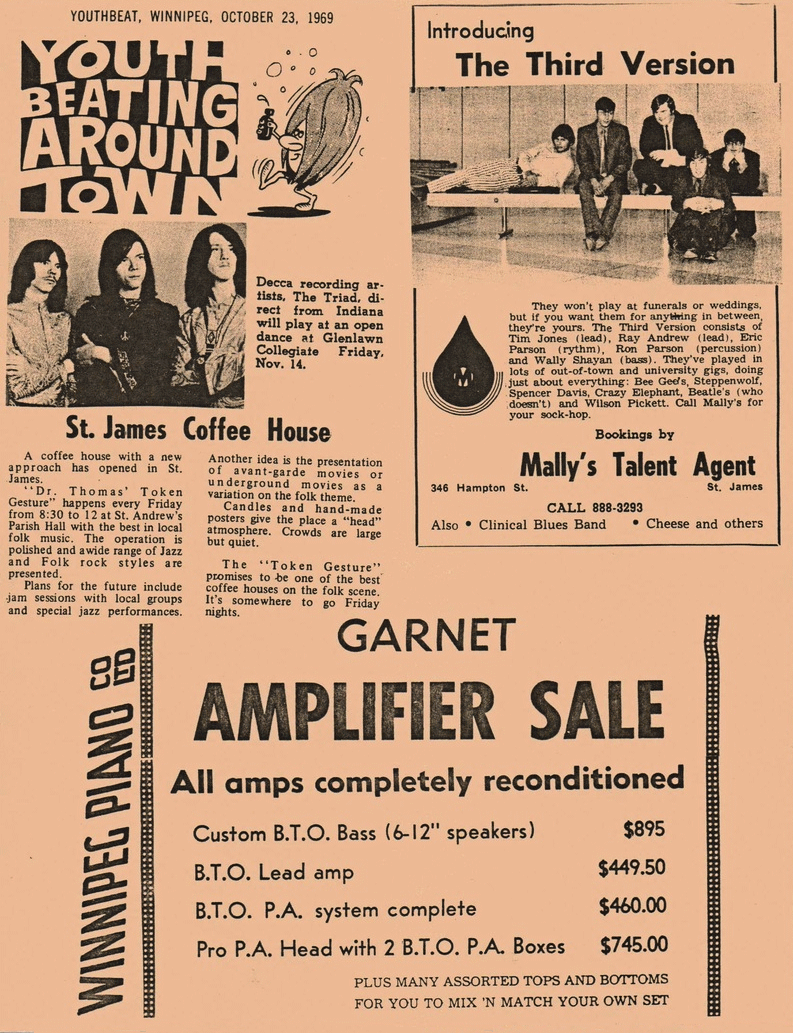 YOUTHBEAT, WINNIPEG, OCTOBER 23, 1969
YOUTH
BEATING
AROUND
TOWN
Decca recording ar-
tists, The Triad, di-
rect from Indiana
will play at an open
dance at Glenlawn
Collegiate Friday,
Nov. 14.
St. James Coffee House
A coffee house with a new
approach has opened in St.
James.
"Dr. Thomas' Token
Gesture" happens every Friday
from 8:30 to 12 at St. Andrew's
Parish Hall with the best in local
folk music. The operation is
polished and awide range of Jazz
and Folk rock styles are
presented.
Plans for the future include
jam sessions with local groups
and special jazz performances.
Another idea is the presentation
of avant-garde movies or
underground movies as a
variation on the folk theme.
Candles and hand-made
posters give the place a "head"
atmosphere. Crowds are large
but quiet.
The "Token Gesture"
promises to be one of the best
coffee houses on the folk scene.
It's somewhere to go Friday
nights.
Introducing
The Third Version
They won't play at funerals or weddings,
but if you want them for anything in between,
they're yours. The Third Version consists of
Tim Jones (lead), Ray Andrew (lead), Eric
Parson (rythm), Ron Parson (percussion)
and Wally Shayan (bass). They've played in
lots of out-of-town and university gigs, doing
just about everything: Bee Gee's, Steppenwolf,
Spencer Davis, Crazy Elephant, Beatle's (who
doesn't) and Wilson Pickett. Call Mally's for
your sock-hop.
M
Bookings by
Mally's Talent Agent
346 Hampton St. St. James
CALL 888-3293
Also • Clinical Blues Band • Cheese and others
WINNIPEG PIANO CO LTD
GARNET
AMPLIFIER SALE
All amps completely reconditioned
Custom B.T.O. Bass (6-12" speakers) $895
B.T.O. Lead amp $449.50
B.T.O. P.A. system complete $460.00
Pro P.A. Head with 2 B.T.O. P.A. Boxes $745.00
PLUS MANY ASSORTED TOPS AND BOTTOMS
FOR YOU TO MIX 'N MATCH YOUR OWN SET